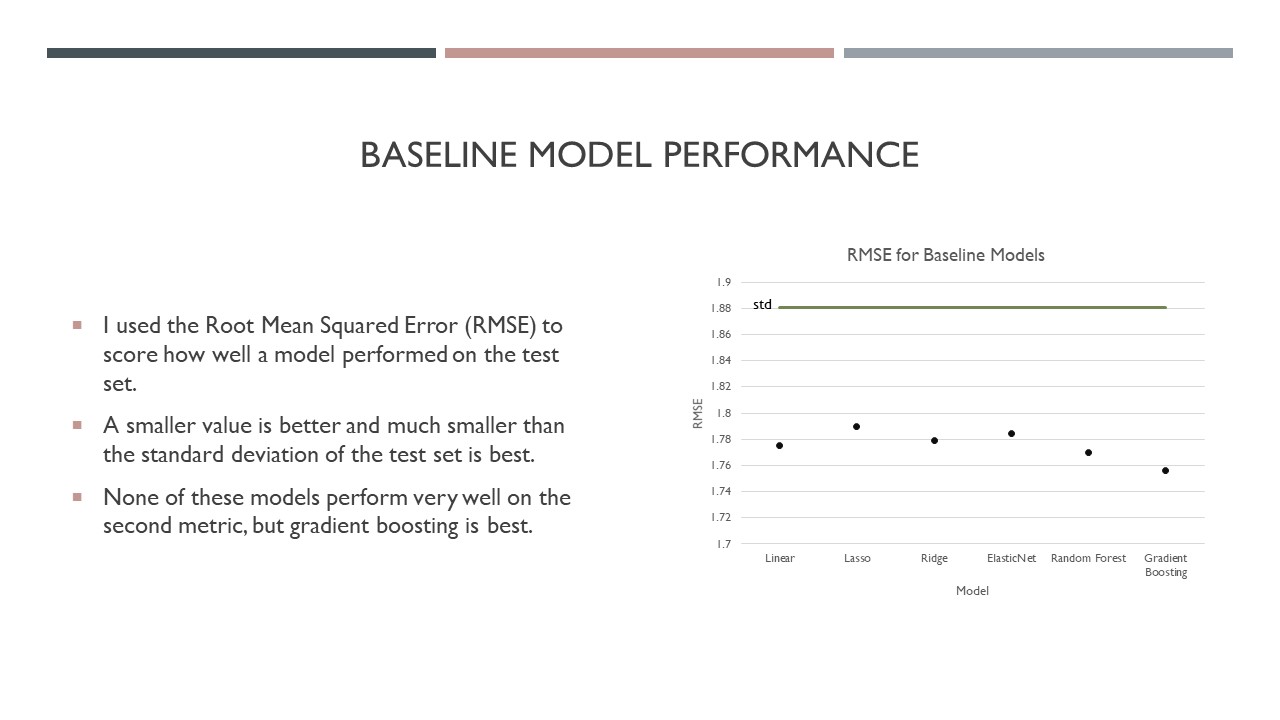 BASELINE MODEL PERFORMANCE
I used the Root Mean Squared Error (RMSE) to
score how well a model performed on the test
set.
A smaller value is better and much smaller than
the standard deviation of the test set is best.
None of these models perform very well on the
second metric, but gradient boosting is best.
RMSE for Baseline Models
1.9
1.88
1.86
1.84
1.82
1.8
1.78
1.76
1.74
1.72
1.7
RMSE
std
Linear Lasso Ridge ElasticNet Random Forest Gradient
Boosting
Model